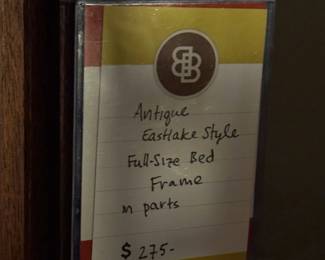 Antique
Eastlake Style
Full-Size Bed
Frame
in parts
$ 275-